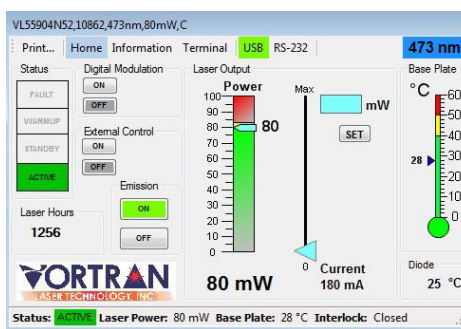 VL55904N52,10862,473nm,80mW,C
Print... Home Information Terminal USB RS-232 473 nm
Status
FAULT
WARMUP
STANDBY
ACTIVE
Digital Modulation
ON
OFF
External Control
ON
OFF
Emission
ON
OFF
Laser Hours
1256
VORTRAN
LASER TECHNOLOGY, INC.
Laser Output
Power
100
90
80
70
60
50
40
30
20
10
0
80
80 mW
Max
0
mW
SET
Current
180 mA
Base Plate
°C
60
50
40
30
20
10
0
28
Diode
25 °C
Status: ACTIVE Laser Power: 80 mW Base Plate: 28 °C Interlock: Closed